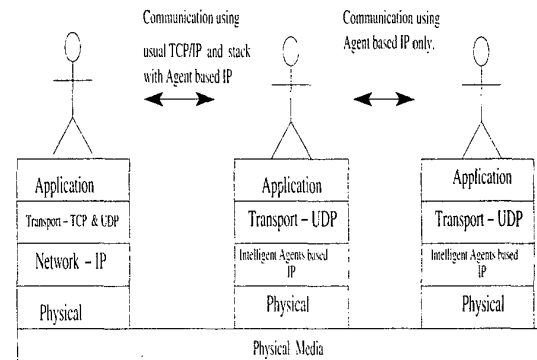 Communication using
usual TCP/IP and stack
with Agent based IP
Communication using
Agent based IP only.
Application
Transport – TCP & UDP
Network – IP
Physical
Application
Transport – UDP
Intelligent Agents based
IP
Physical
Application
Transport – UDP
Intelligent Agents based
IP
Physical
Physical Media